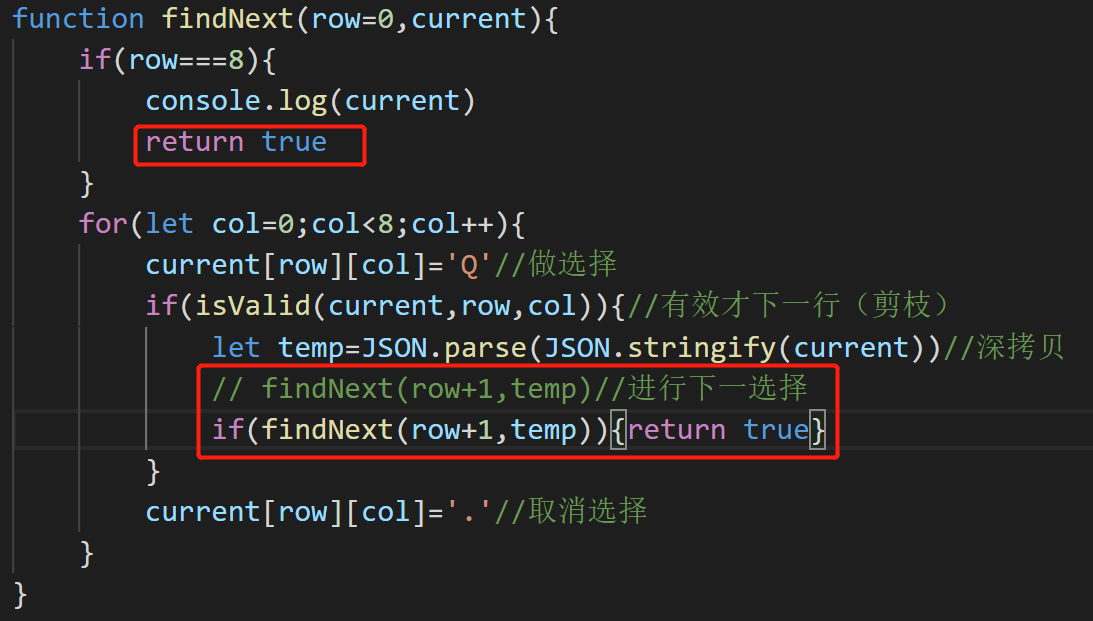 function findNext(row=0,current){
if(row===8){
console.log(current)
return true
}
for(let col=0;col<8;col++){
current[row][col]='Q'//做选择
if(isValid(current,row,col)){//有效才下一行（剪枝）
let temp=JSON.parse(JSON.stringify(current))//深拷贝
// findNext(row+1,temp)//进行下一选择
if(findNext(row+1,temp)){return true}
}
current[row][col]='.'//取消选择
}
}